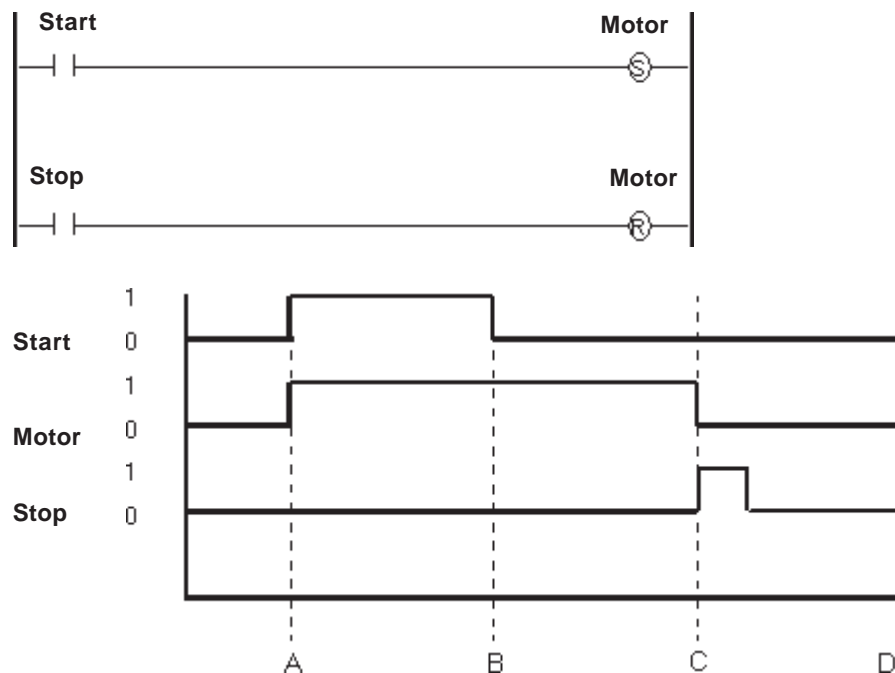 Start Motor
S
Stop Motor
R
1
Start 0
1
Motor 0
1
Stop 0
A B C D